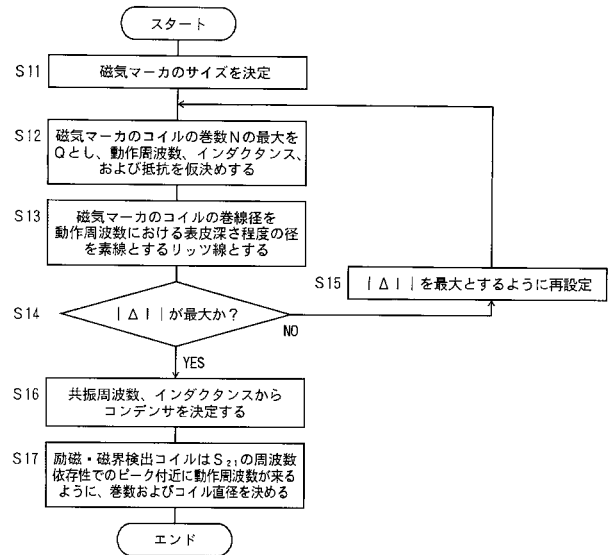 スタート
S11
磁気マーカのサイズを決定
S12
磁気マーカのコイルの巻数Nの最大を
Qとし、動作周波数、インダクタンス、
および抵抗を仮決めする
S13
磁気マーカのコイルの巻線径を
動作周波数における表皮深さ程度の径
を素線とするリッツ線とする
S14
|ΔI|が最大か?
NO
S15
|ΔI|を最大とするように再設定
YES
S16
共振周波数、インダクタンスから
コンデンサを決定する
S17
励磁・磁界検出コイルはS₂₁の周波数
依存性でのピーク付近に動作周波数が来る
ように、巻数およびコイル直径を決める
エンド